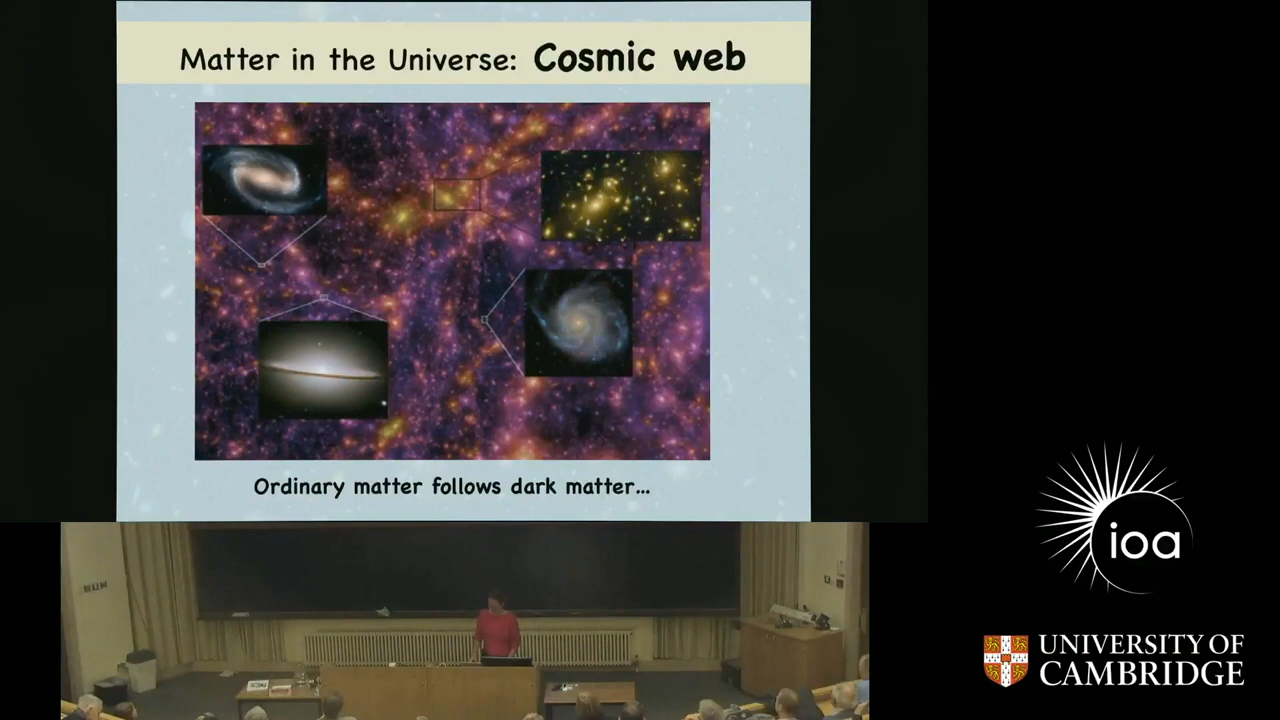 Matter in the Universe: Cosmic web
Ordinary matter follows dark matter...
ioa
UNIVERSITY OF
CAMBRIDGE